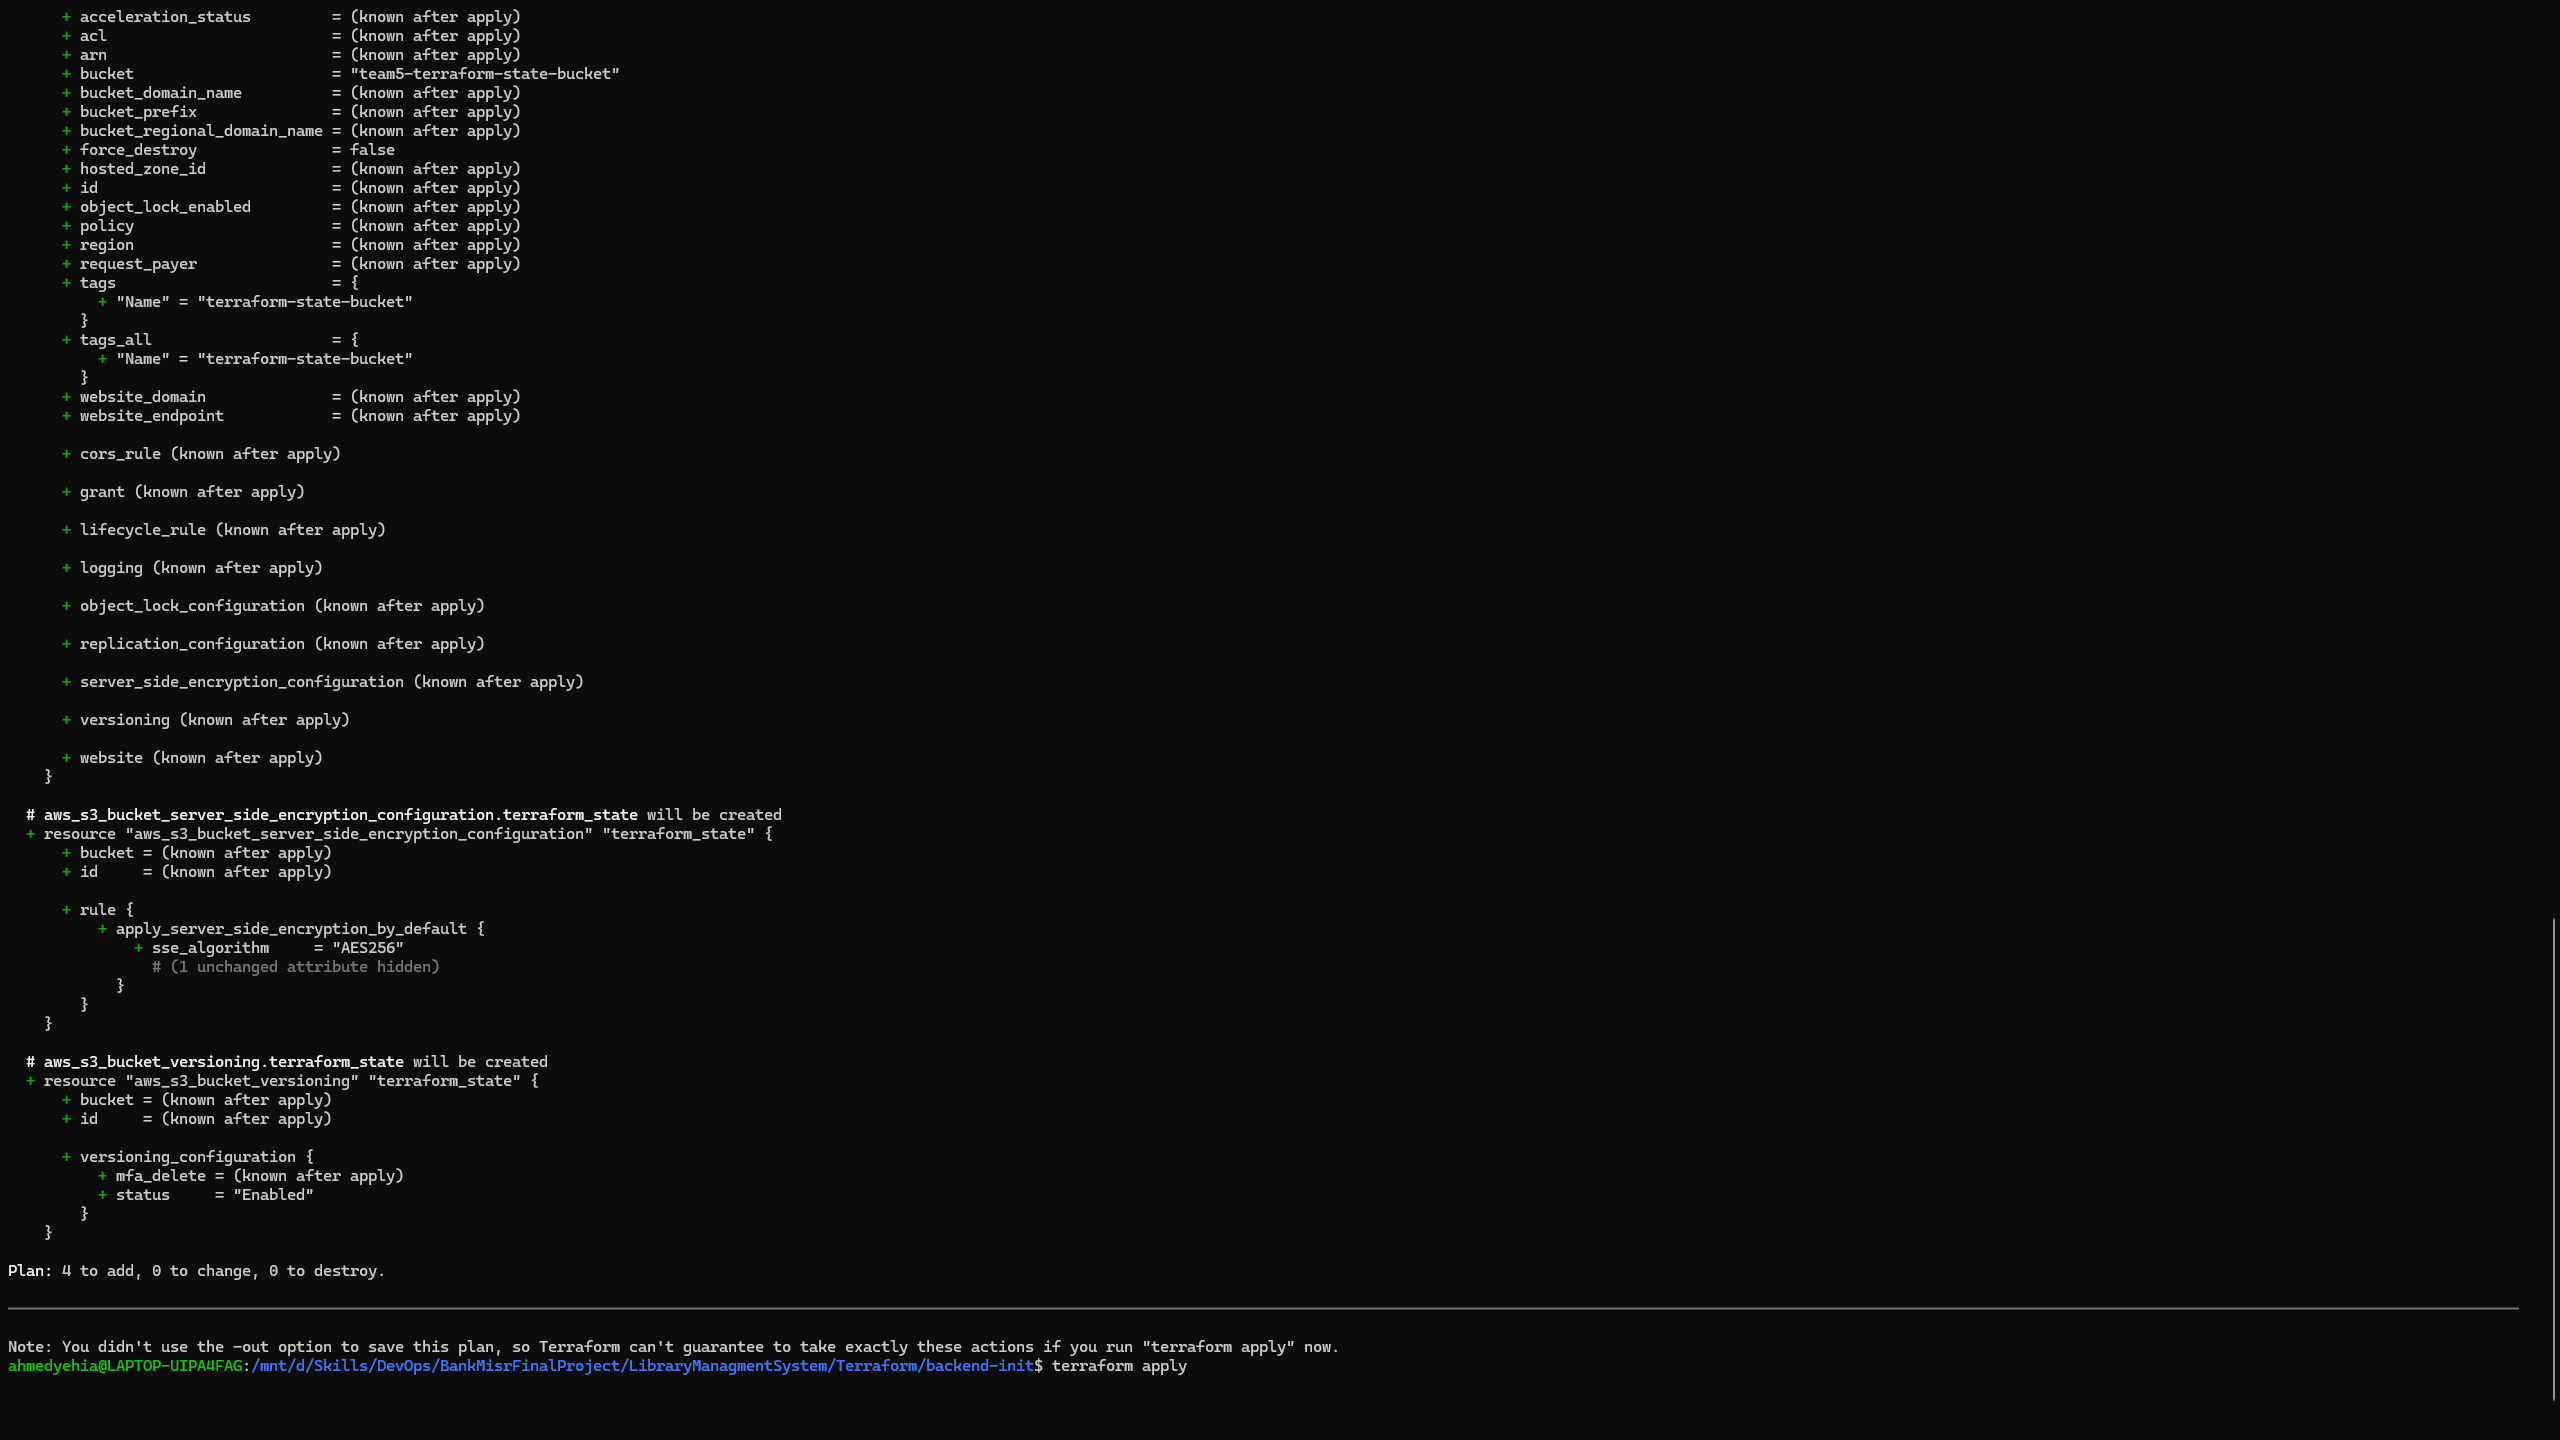 + acceleration_status         = (known after apply)
      + acl                         = (known after apply)
      + arn                         = (known after apply)
      + bucket                      = "team5-terraform-state-bucket"
      + bucket_domain_name          = (known after apply)
      + bucket_prefix               = (known after apply)
      + bucket_regional_domain_name = (known after apply)
      + force_destroy               = false
      + hosted_zone_id              = (known after apply)
      + id                          = (known after apply)
      + object_lock_enabled         = (known after apply)
      + policy                      = (known after apply)
      + region                      = (known after apply)
      + request_payer               = (known after apply)
      + tags                        = {
          + "Name" = "terraform-state-bucket"
        }
      + tags_all                    = {
          + "Name" = "terraform-state-bucket"
        }
      + website_domain              = (known after apply)
      + website_endpoint            = (known after apply)

      + cors_rule (known after apply)

      + grant (known after apply)

      + lifecycle_rule (known after apply)

      + logging (known after apply)

      + object_lock_configuration (known after apply)

      + replication_configuration (known after apply)

      + server_side_encryption_configuration (known after apply)

      + versioning (known after apply)

      + website (known after apply)
    }

  # aws_s3_bucket_server_side_encryption_configuration.terraform_state will be created
  + resource "aws_s3_bucket_server_side_encryption_configuration" "terraform_state" {
      + bucket = (known after apply)
      + id     = (known after apply)

      + rule {
          + apply_server_side_encryption_by_default {
              + sse_algorithm     = "AES256"
                # (1 unchanged attribute hidden)
            }
        }
    }

  # aws_s3_bucket_versioning.terraform_state will be created
  + resource "aws_s3_bucket_versioning" "terraform_state" {
      + bucket = (known after apply)
      + id     = (known after apply)

      + versioning_configuration {
          + mfa_delete = (known after apply)
          + status     = "Enabled"
        }
    }

Plan: 4 to add, 0 to change, 0 to destroy.

Note: You didn't use the -out option to save this plan, so Terraform can't guarantee to take exactly these actions if you run "terraform apply" now.
ahmedyehia@LAPTOP-UIPA4FAG:/mnt/d/Skills/DevOps/BankMisrFinalProject/LibraryManagmentSystem/Terraform/backend-init$ terraform apply